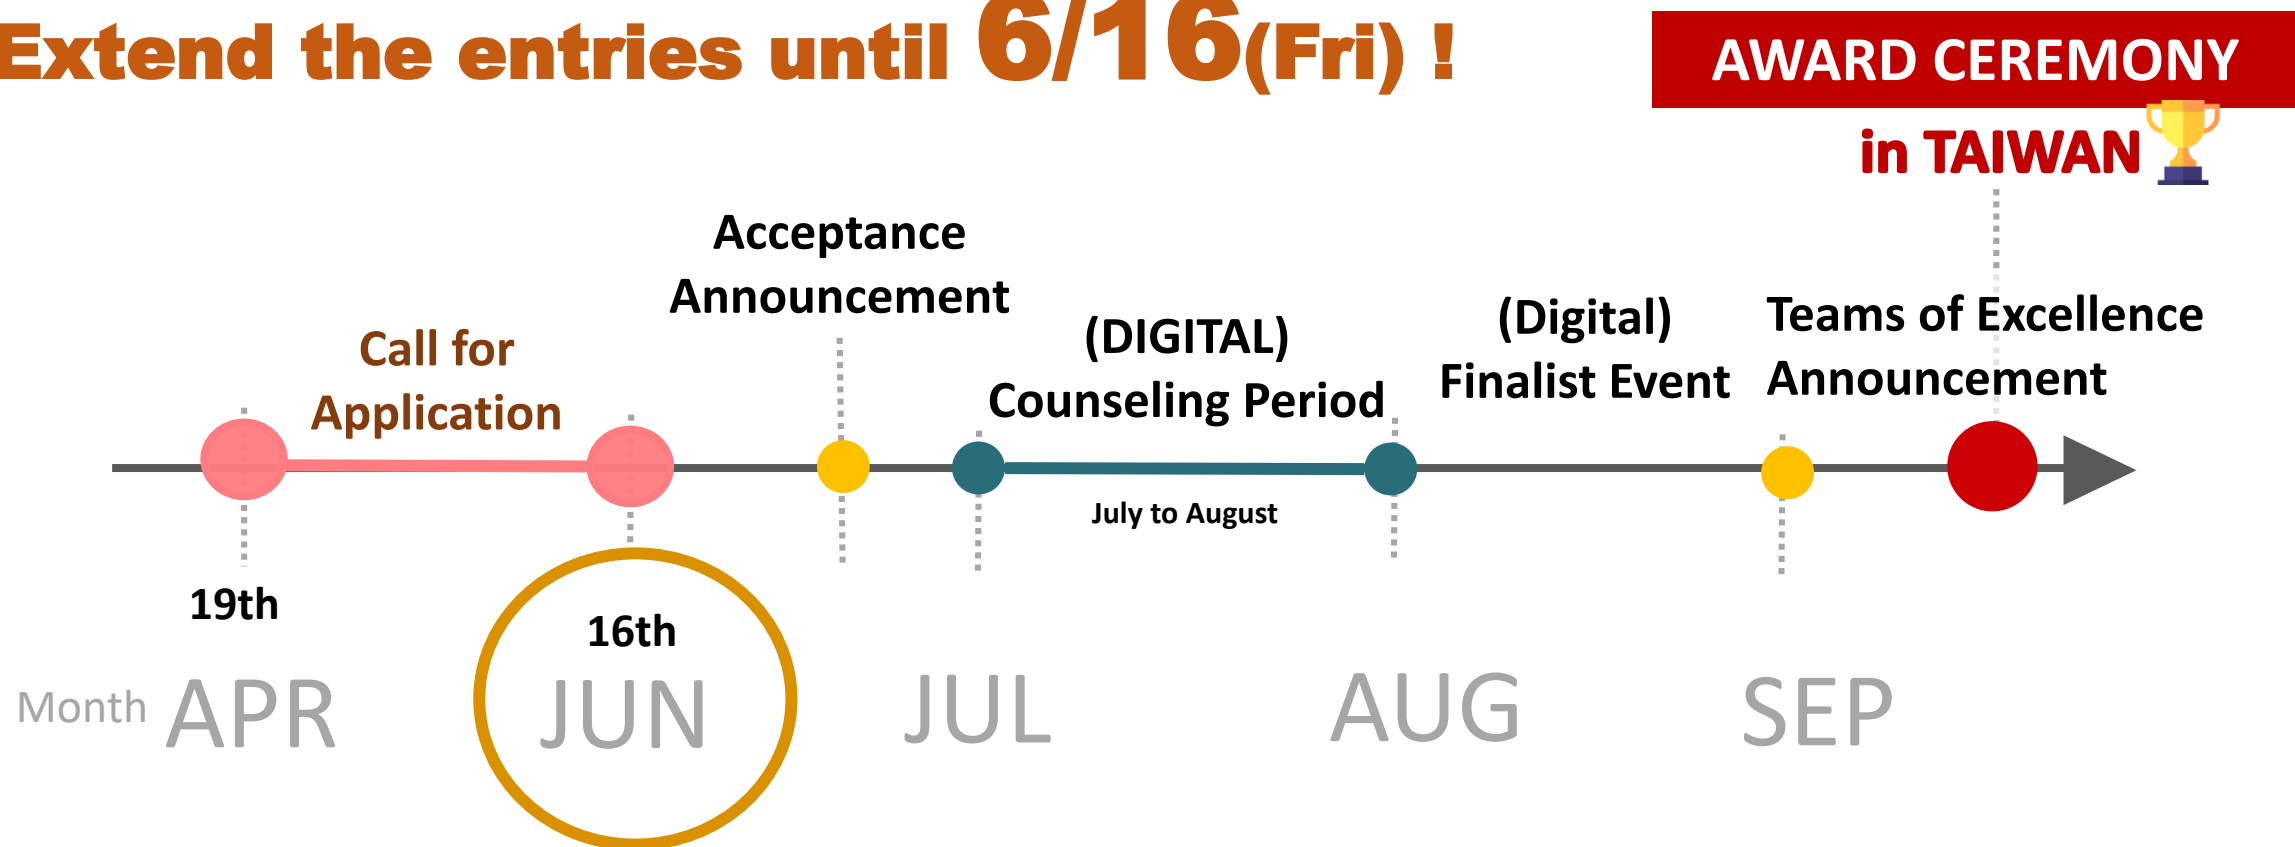 Extend the entries until 6/16(Fri) !
AWARD CEREMONY
in TAIWAN
Acceptance
Announcement
Call for
Application
(DIGITAL)
Counseling Period
(Digital)
Finalist Event
Teams of Excellence
Announcement
July to August
19th
16th
Month APR JUN JUL AUG SEP